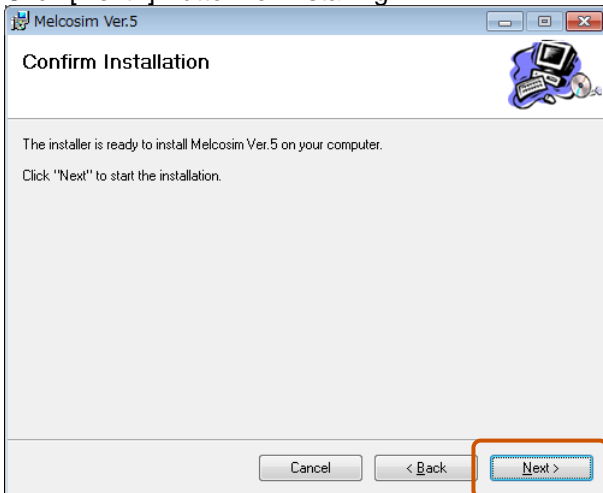 Melcosim Ver.5
Confirm Installation
The installer is ready to install Melcosim Ver.5 on your computer.
Click "Next" to start the installation.
Cancel
< Back
Next >